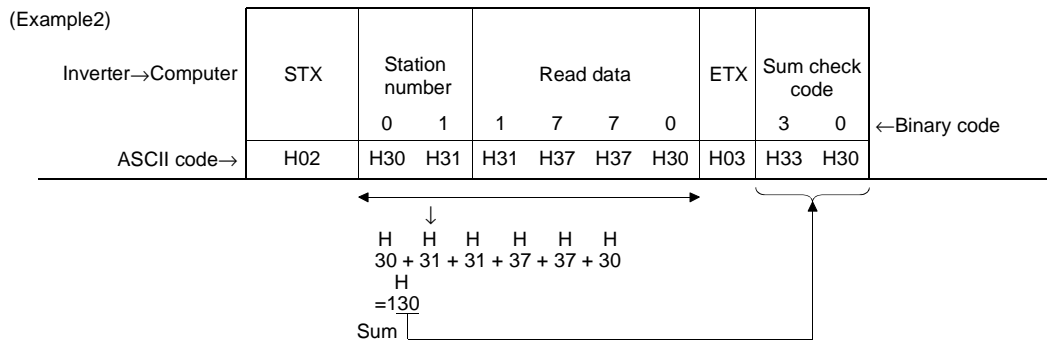 (Example2)
Inverter→Computer STX Station number Read data ETX Sum check code
0 1 1 7 7 0 3 0 ←Binary code
ASCII code→ H02 H30 H31 H31 H37 H37 H30 H03 H33 H30
↓
H H H H H H
30 + 31 + 31 + 37 + 37 + 30
H
=130
Sum